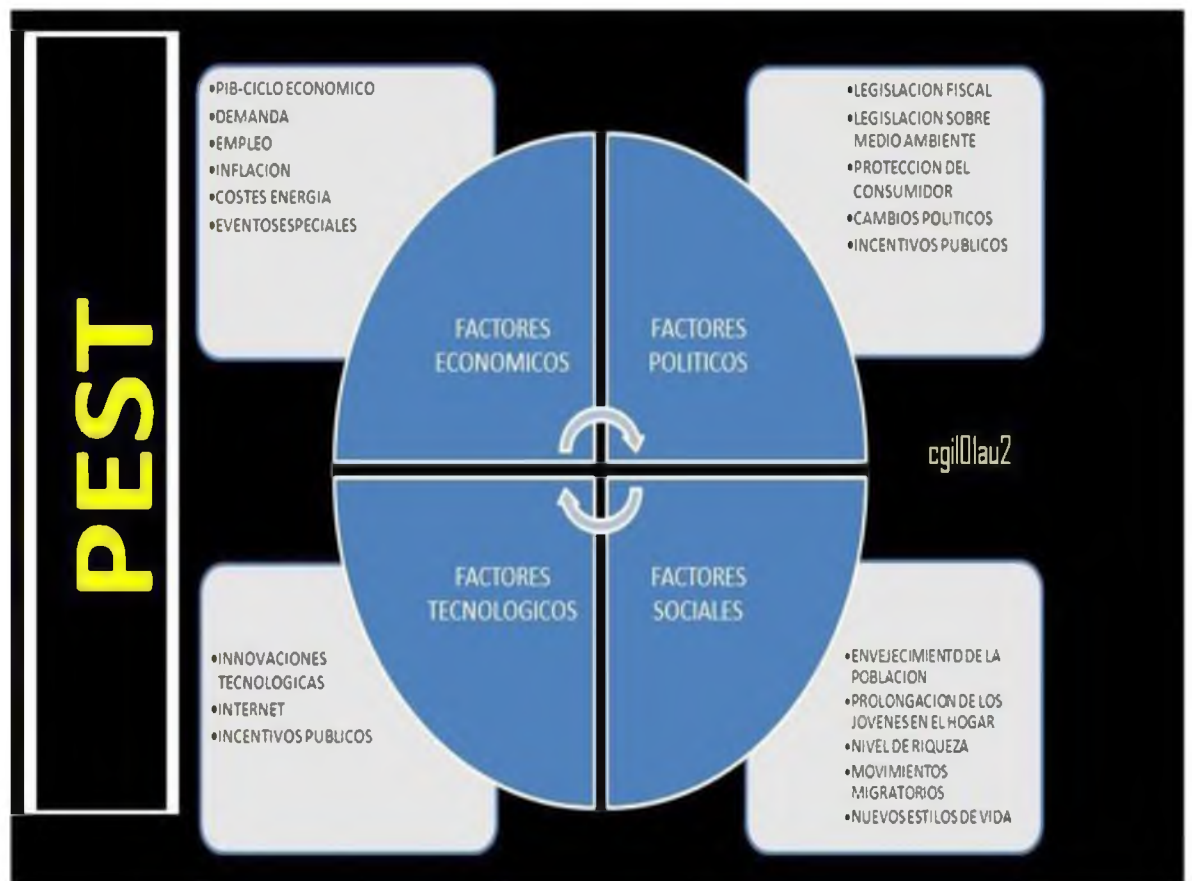 PEST
•PIB-CICLO ECONOMICO
•DEMANDA
•EMPLEO
•INFLACION
•COSTES ENERGIA
•EVENTOS ESPECIALES
•LEGISLACION FISCAL
•LEGISLACION SOBRE
MEDIO AMBIENTE
•PROTECCION DEL
CONSUMIDOR
•CAMBIOS POLITICOS
•INCENTIVOS PUBLICOS
FACTORES
ECONOMICOS
FACTORES
POLITICOS
cgil01au2
FACTORES
TECNOLOGICOS
FACTORES
SOCIALES
•INNOVACIONES
TECNOLOGICAS
•INTERNET
•INCENTIVOS PUBLICOS
•ENVEJECIMIENTO DE LA
POBLACION
•PROLONGACION DE LOS
JOVENES EN EL HOGAR
•NIVEL DE RIQUEZA
•MOVIMIENTOS
MIGRATORIOS
•NUEVOS ESTILOS DE VIDA